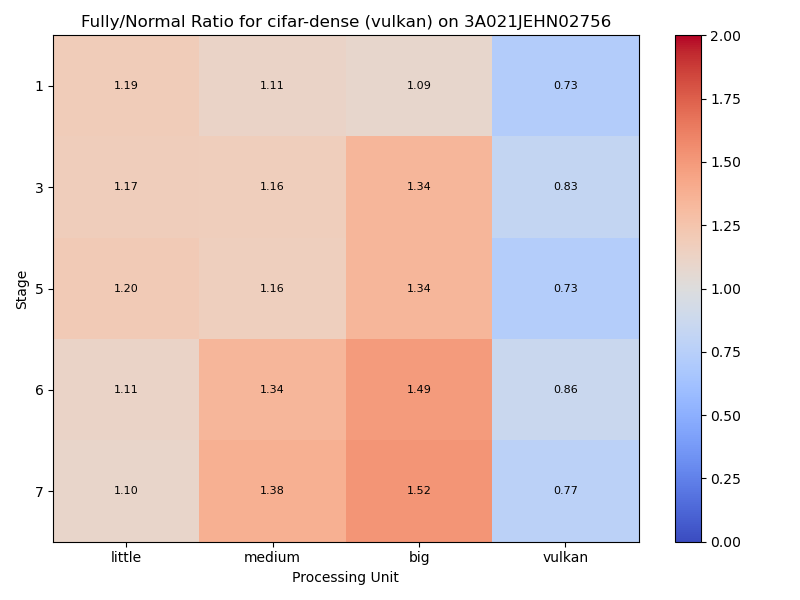 Fully/Normal Ratio for cifar-dense (vulkan) on 3A021JEHN02756
2.00
1 1.19 1.11 1.09 0.73
1.75
3 1.17 1.16 1.34 0.83
1.50
1.25
Stage
5 1.20 1.16 1.34 0.73
1.00
0.75
6 1.11 1.34 1.49 0.86
0.50
7 1.10 1.38 1.52 0.77
0.25
0.00
little medium big vulkan
Processing Unit